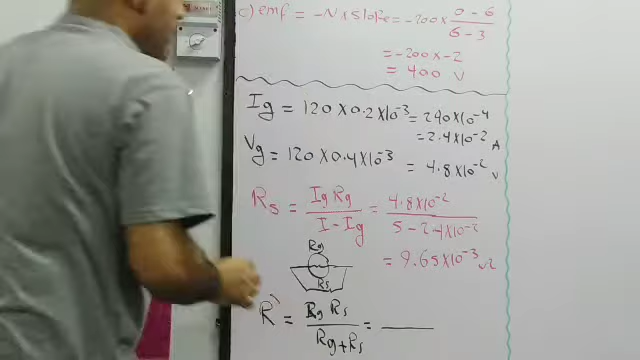 c) emf = -N × slope = -200 × (0 - 6)/(6 - 3)
= -200 × -2
= 400 V
Ig = 120 × 0.2 × 10^-3 = 240 × 10^-4
= 2.4 × 10^-2 A
Vg = 120 × 0.4 × 10^-3 = 4.8 × 10^-2 V
Rs = (Ig Rg)/(I - Ig) = (4.8 × 10^-2)/(5 - 2.4 × 10^-2)
= 9.65 × 10^-3 Ω
Rg
Rs
R\ = (Rg Rs)/(Rg + Rs) =